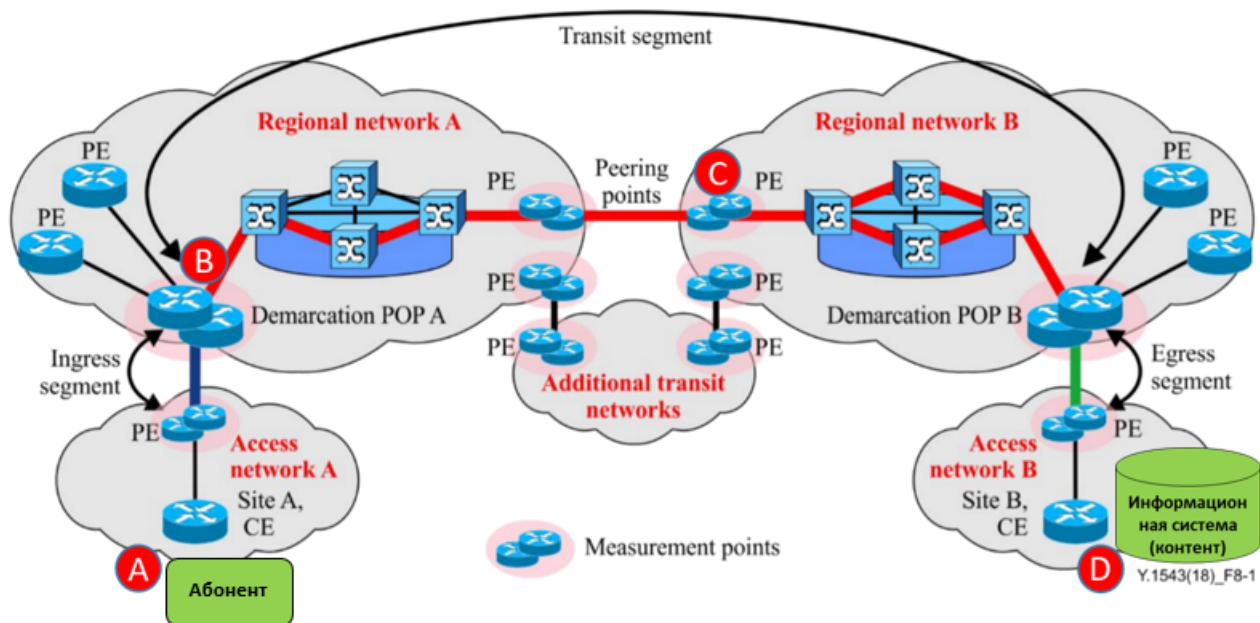 Transit segment
Regional network A
Regional network B
PE
PE
PE
Peering
points
C
PE
PE
PE
B
Demarcation POP A
PE
PE
Demarcation POP B
Ingress
segment
PE
PE
Egress
segment
Additional transit
networks
PE
Access
network A
Site A,
CE
PE
Access
network B
Site B,
CE
Информацион
ная система
(контент)
Measurement points
A
Абонент
D
Y.1543(18)_F8-1